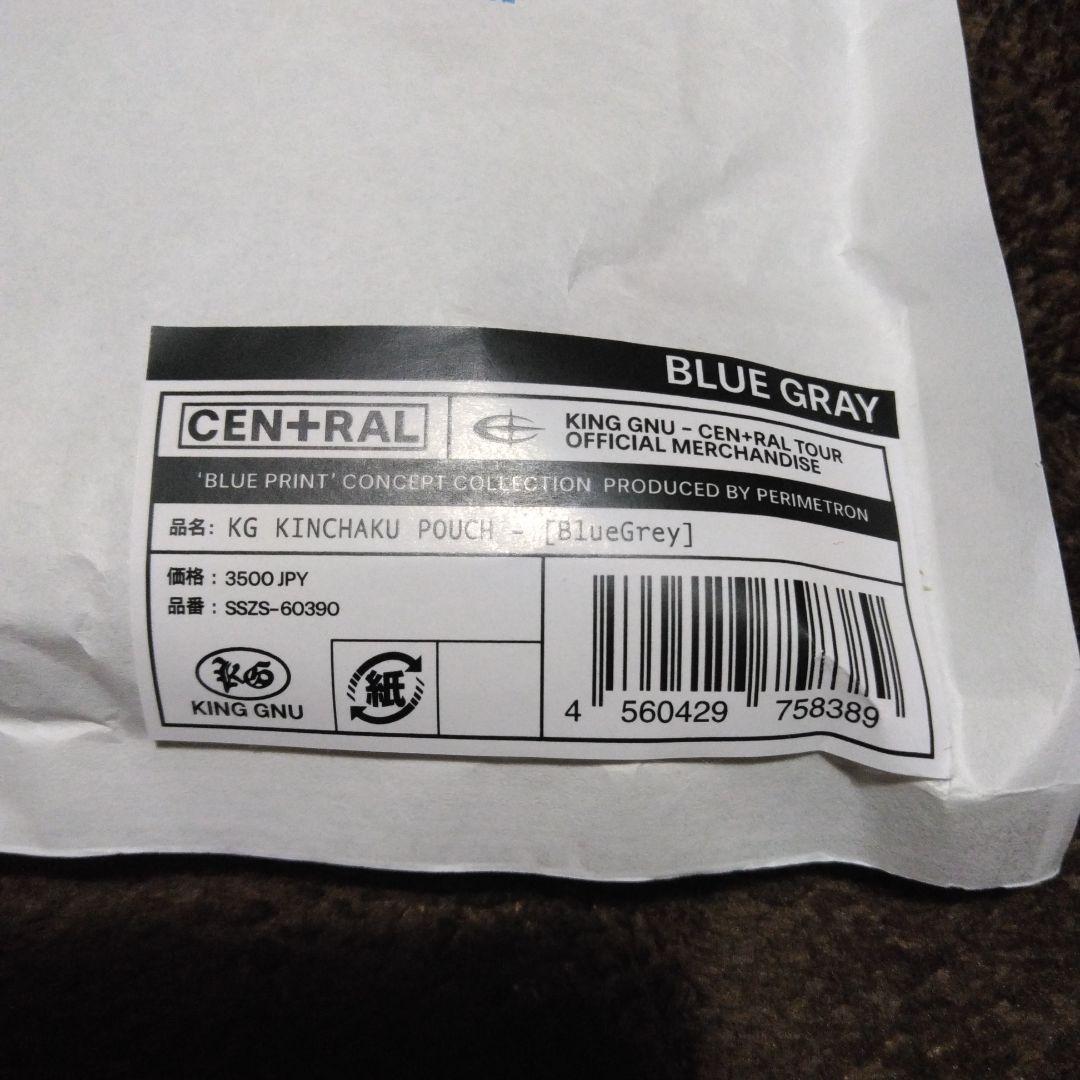 BLUE GRAY
CEN+RAL
KING GNU – CEN+RAL TOUR
OFFICIAL MERCHANDISE
'BLUE PRINT' CONCEPT COLLECTION PRODUCED BY PERIMETRON
品名: KG KINCHAKU POUCH - [BlueGrey]
価格 : 3500 JPY
品番 : SSZS-60390
KG
KING GNU
紙
4 560429 758389